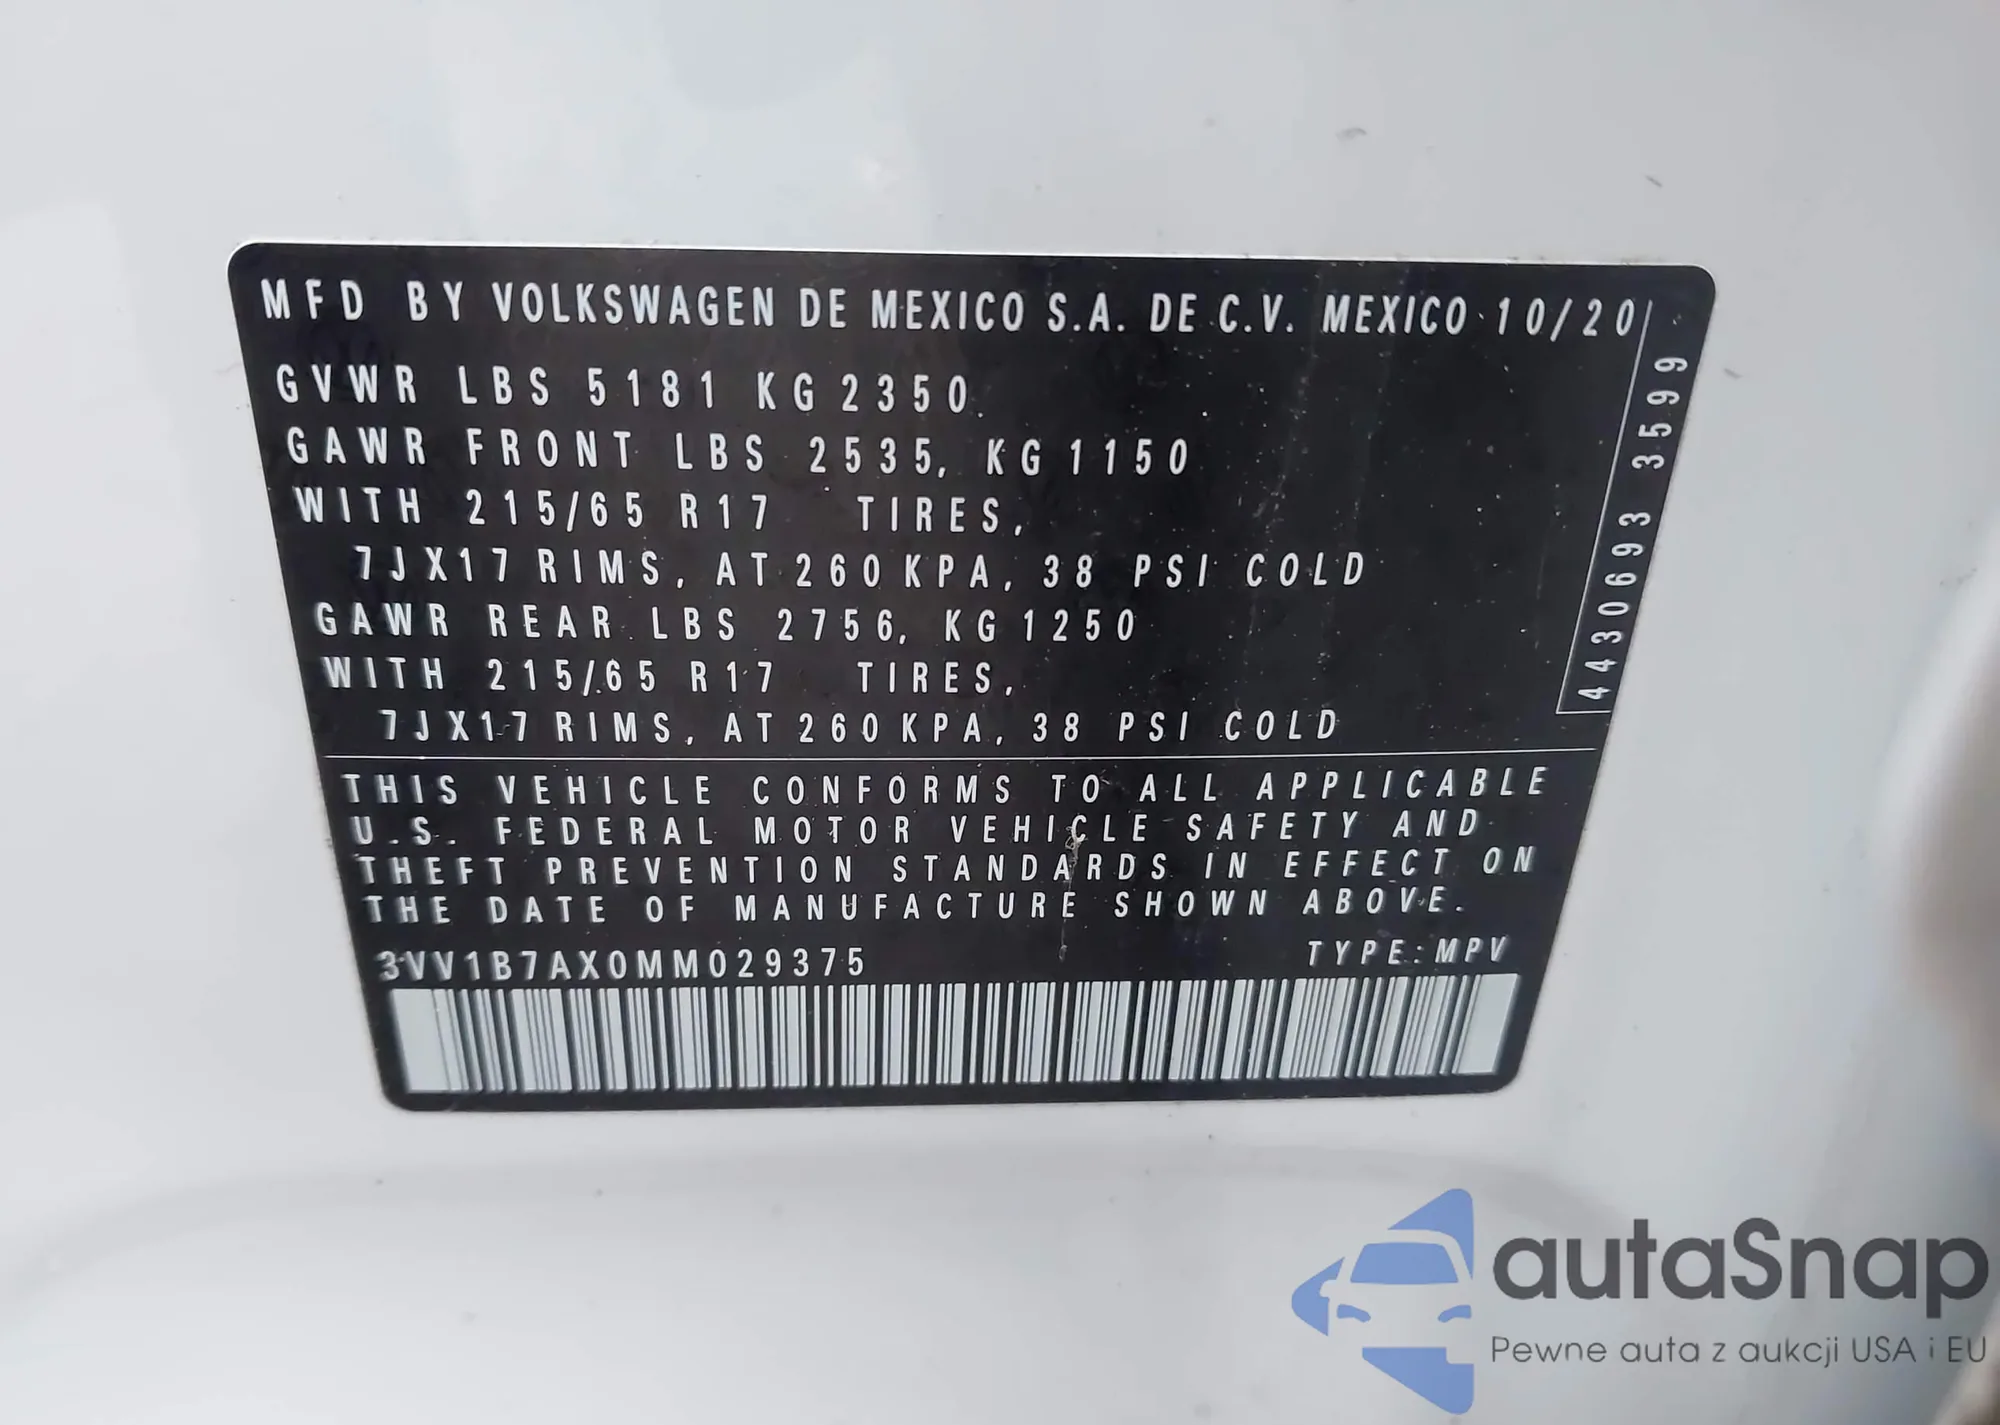 MFD BY VOLKSWAGEN DE MEXICO S.A. DE C.V. MEXICO 10/20
GVWR LBS 5181 KG 2350
GAWR FRONT LBS 2535, KG 1150
WITH 215/65 R17 TIRES,
7JX17 RIMS, AT 260 KPA, 38 PSI COLD
GAWR REAR LBS 2756, KG 1250
WITH 215/65 R17 TIRES,
7JX17 RIMS, AT 260 KPA, 38 PSI COLD
4430693 3599
THIS VEHICLE CONFORMS TO ALL APPLICABLE
U.S. FEDERAL MOTOR VEHICLE SAFETY AND
THEFT PREVENTION STANDARDS IN EFFECT ON
THE DATE OF MANUFACTURE SHOWN ABOVE.
3VV1B7AX0MM029375 TYPE: MPV
autaSnap
Pewne auta z aukcji USA i EU